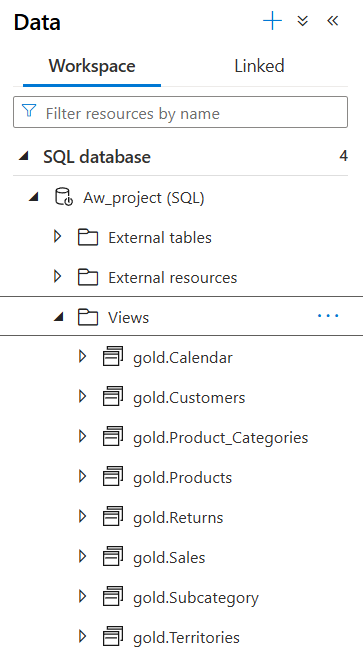 Data
Workspace Linked
Filter resources by name
SQL database 4
Aw_project (SQL)
External tables
External resources
Views
gold.Calendar
gold.Customers
gold.Product_Categories
gold.Products
gold.Returns
gold.Sales
gold.Subcategory
gold.Territories